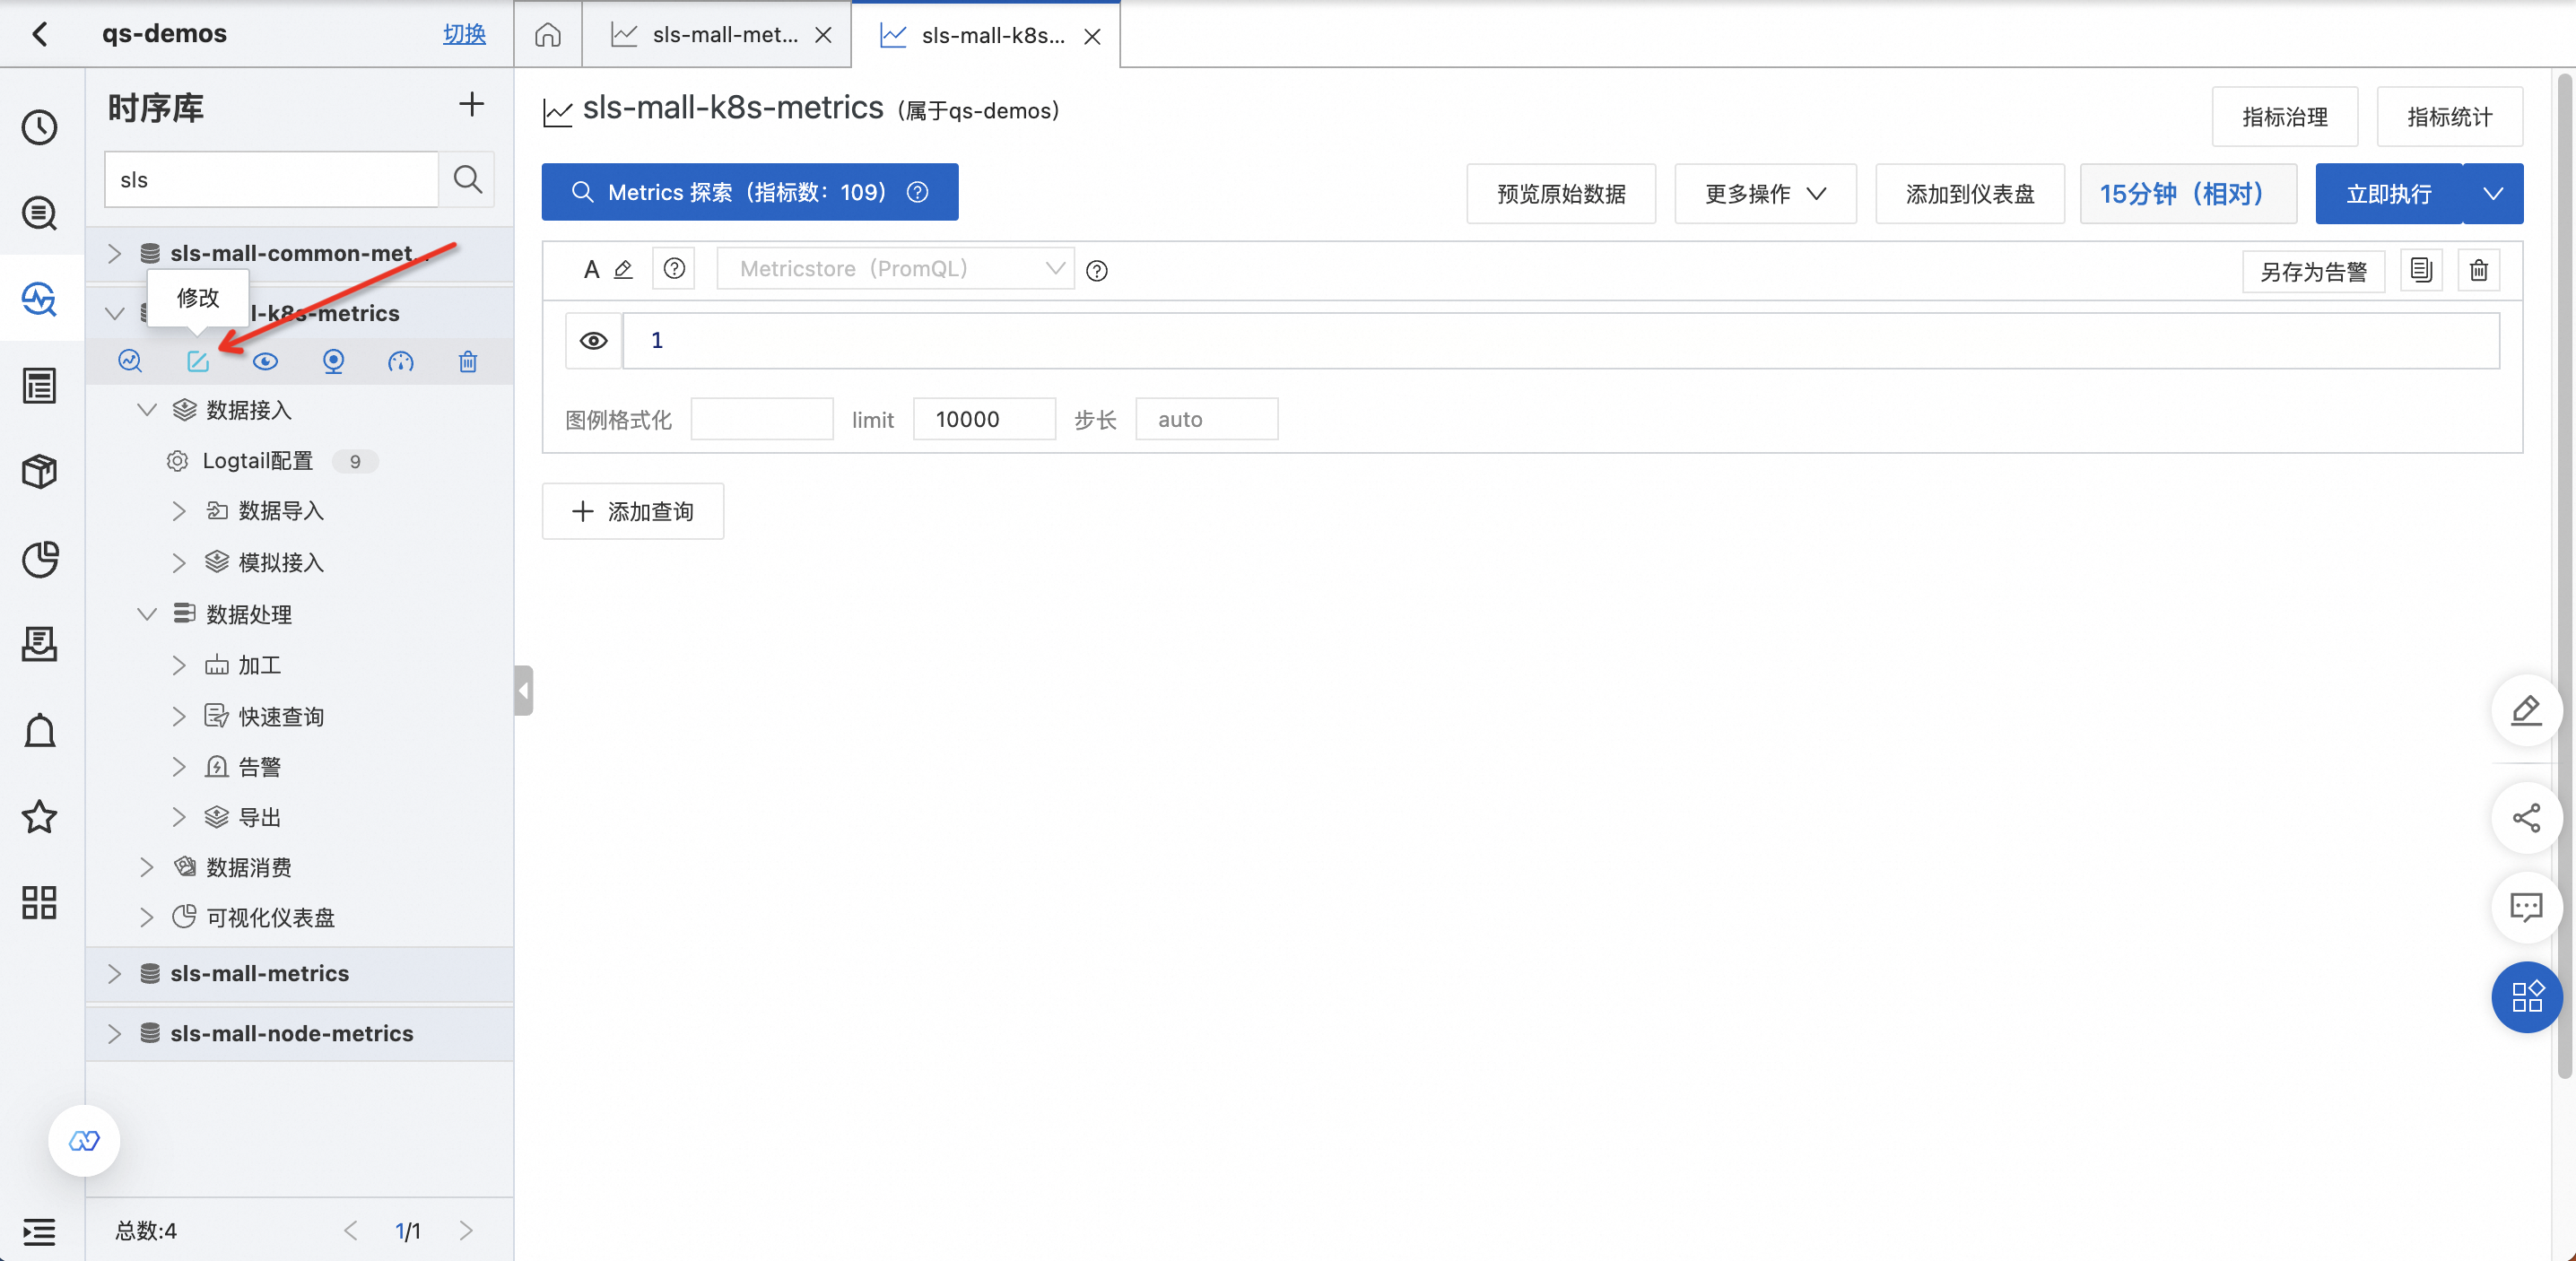 qs-demos
切换
sls-mall-met...
sls-mall-k8s...
时序库
sls
sls-mall-common-met...
修改
l-k8s-metrics
数据接入
Logtail配置
9
数据导入
模拟接入
数据处理
加工
快速查询
告警
导出
数据消费
可视化仪表盘
sls-mall-metrics
sls-mall-node-metrics
总数:4
1/1
sls-mall-k8s-metrics (属于qs-demos)
指标治理
指标统计
Metrics 探索（指标数：109）
预览原始数据
更多操作
添加到仪表盘
15分钟（相对）
立即执行
A
Metricstore（PromQL）
另存为告警
1
图例格式化
limit
10000
步长
auto
添加查询